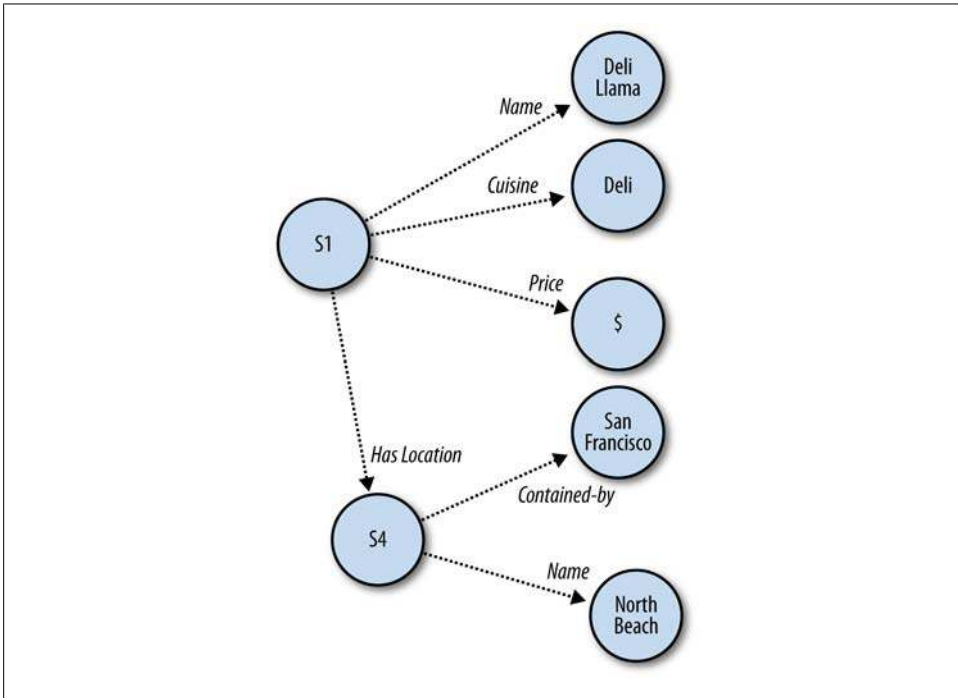 Deli
Llama
Name
Cuisine
Deli
S1
Price
$
San
Francisco
Has Location
Contained-by
S4
Name
North
Beach